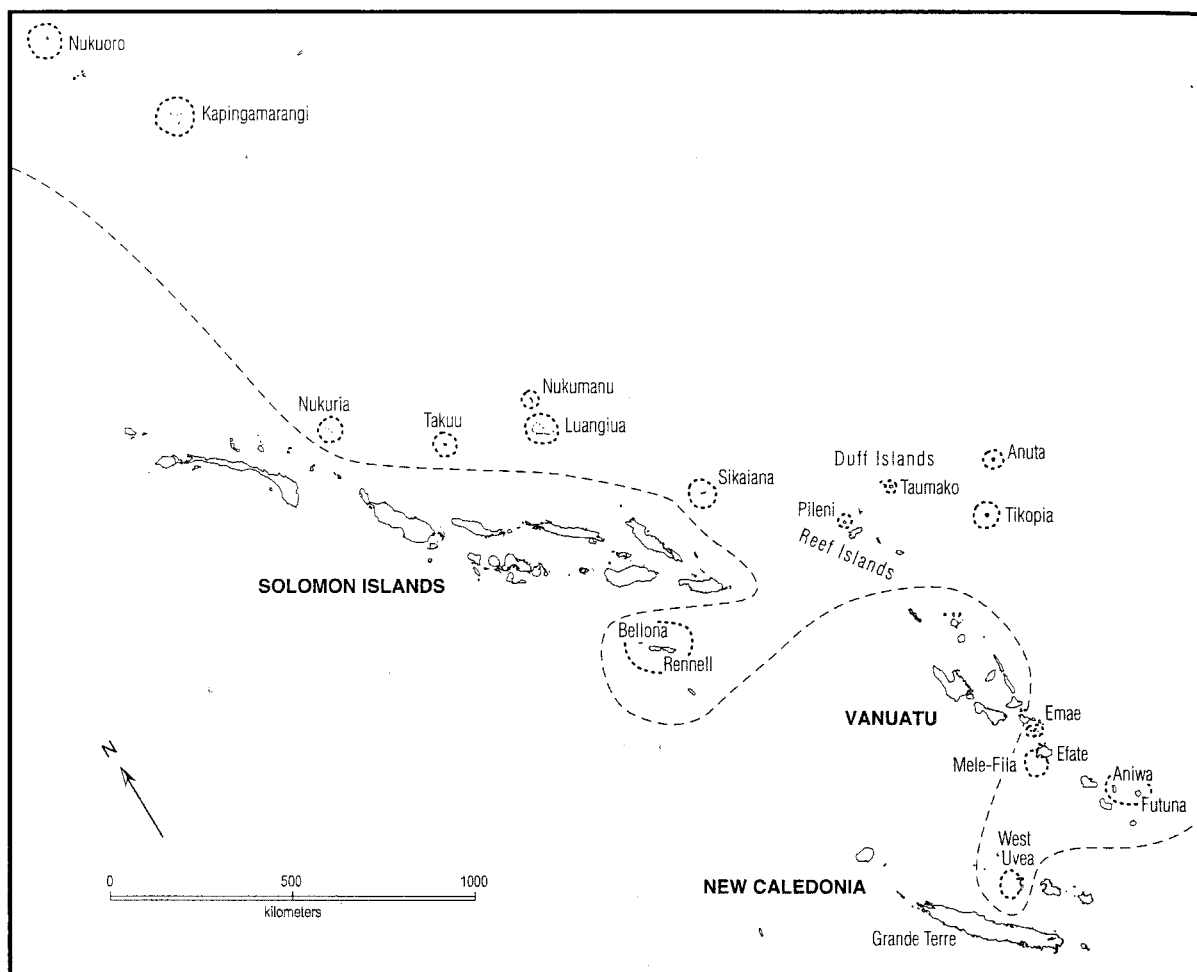 Nukuoro
Kapingamarangi
Nukumanu
Nukuria
Takuu
Luangiua
Duff Islands
Anuta
Sikaiana
Taumako
Pileni
Tikopia
Reef Islands
SOLOMON ISLANDS
Bellona
Rennell
VANUATU
Emae
Efate
Mele-Fila
Aniwa
Futuna
N
West
Uvea
0 500 1000
kilometers
NEW CALEDONIA
Grande Terre